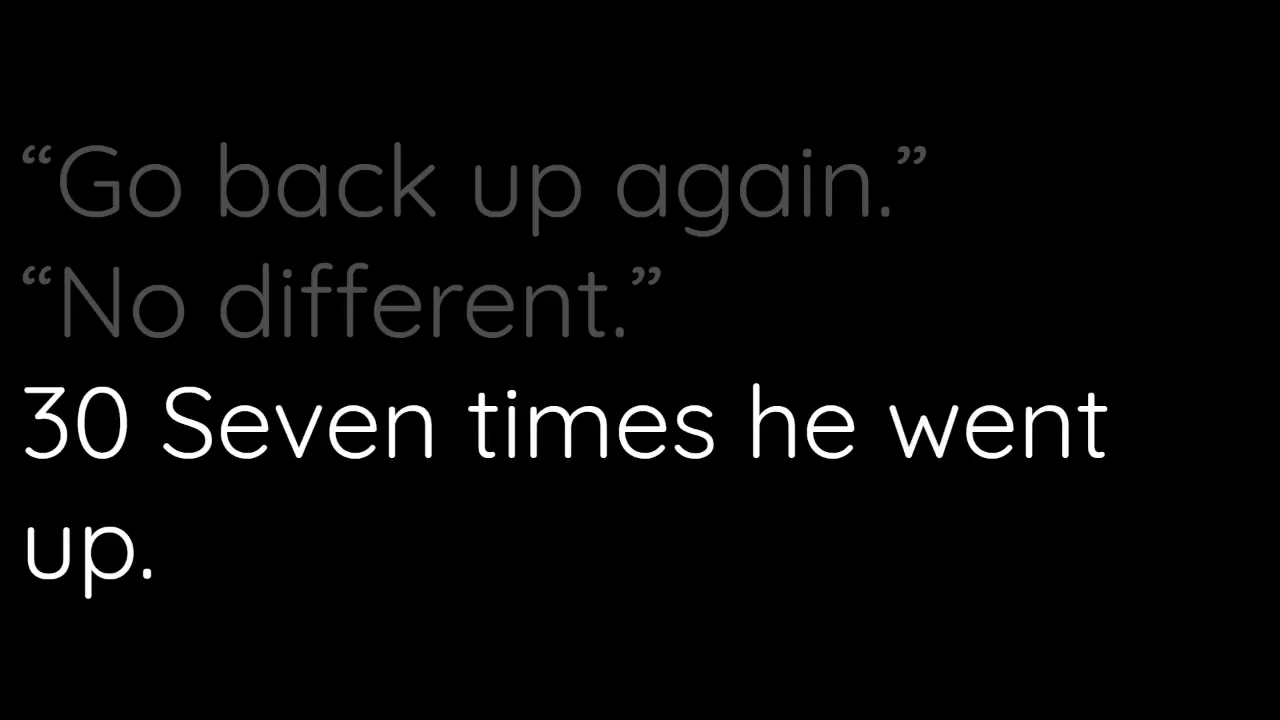 “Go back up again.”
“No different.”
30 Seven times he went
up.